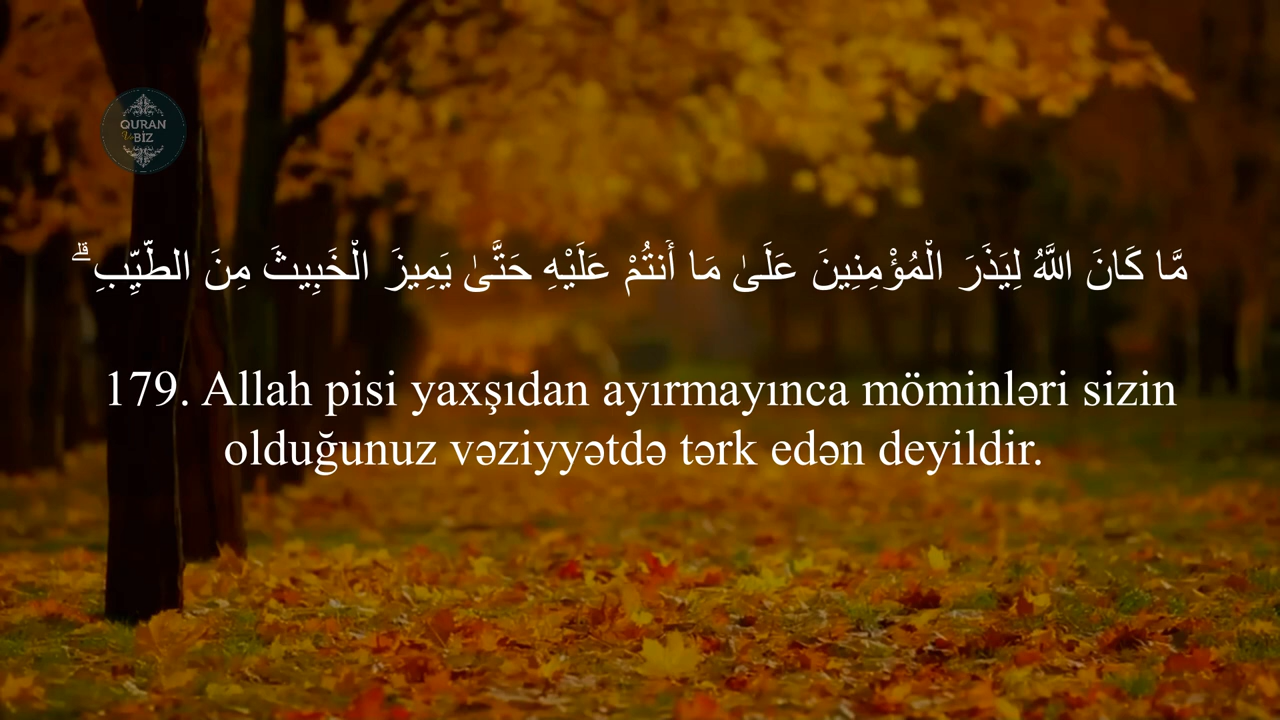 QURAN
Və BİZ
مَّا كَانَ اللَّهُ لِيَذَرَ الْمُؤْمِنِينَ عَلَىٰ مَا أَنتُمْ عَلَيْهِ حَتَّىٰ يَمِيزَ الْخَبِيثَ مِنَ الطَّيِّبِ ۗ
179. Allah pisi yaxşıdan ayırmayınca möminləri sizin
olduğunuz vəziyyətdə tərk edən deyildir.